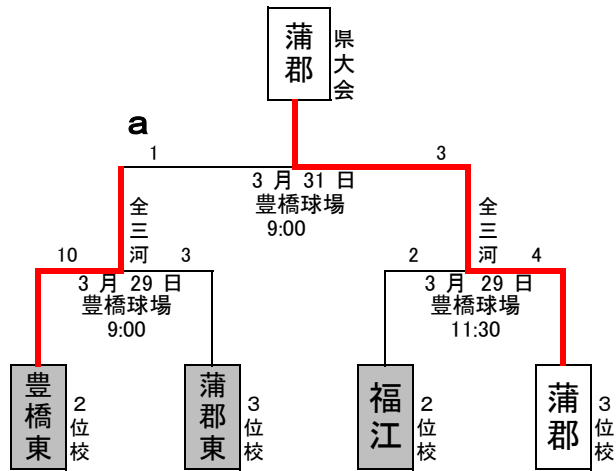 蒲郡
県大会
a
1
3
3 月 31 日
豊橋球場
9:00
全三河
全三河
10
3
2
4
3 月 29 日
豊橋球場
9:00
3 月 29 日
豊橋球場
11:30
豊橋東
2位校
蒲郡東
3位校
福江
2位校
蒲郡
3位校